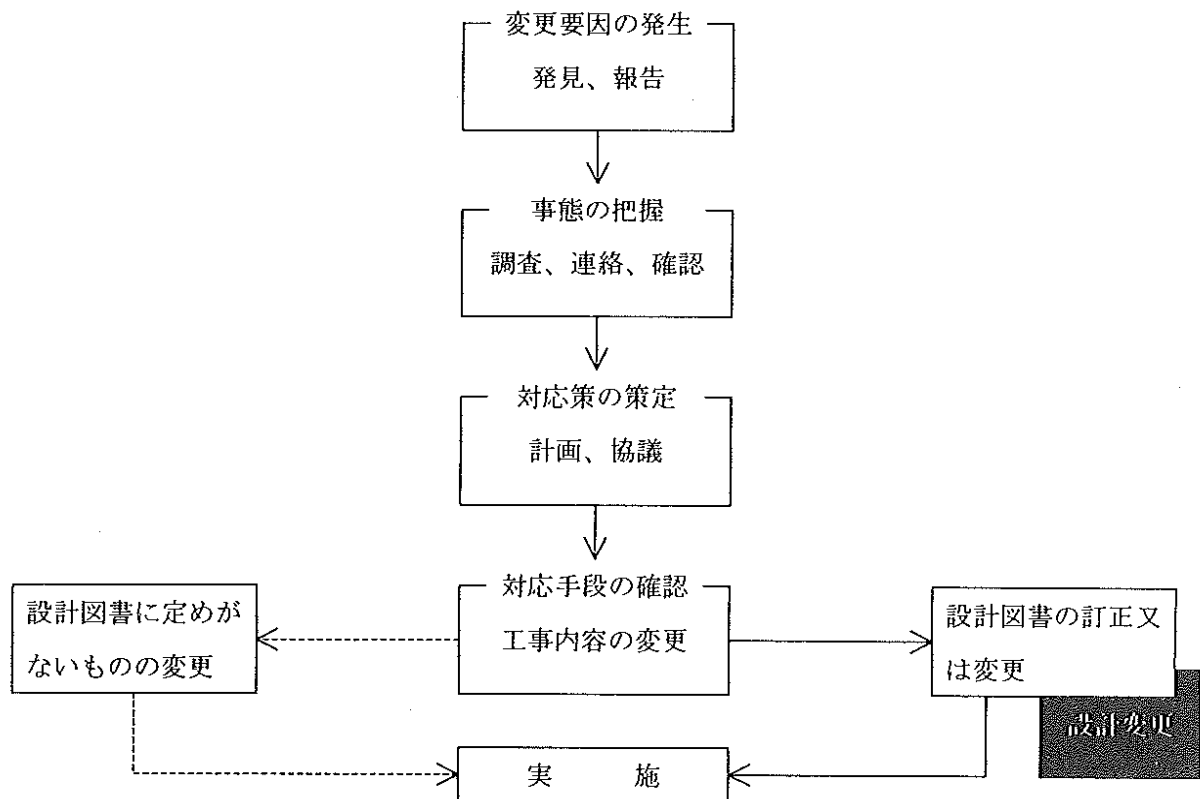 変更要因の発生
発見、報告
事態の把握
調査、連絡、確認
対応策の策定
計画、協議
対応手段の確認
工事内容の変更
設計図書に定めが
ないものの変更
設計図書の訂正又
は変更
設計変更
実　　施